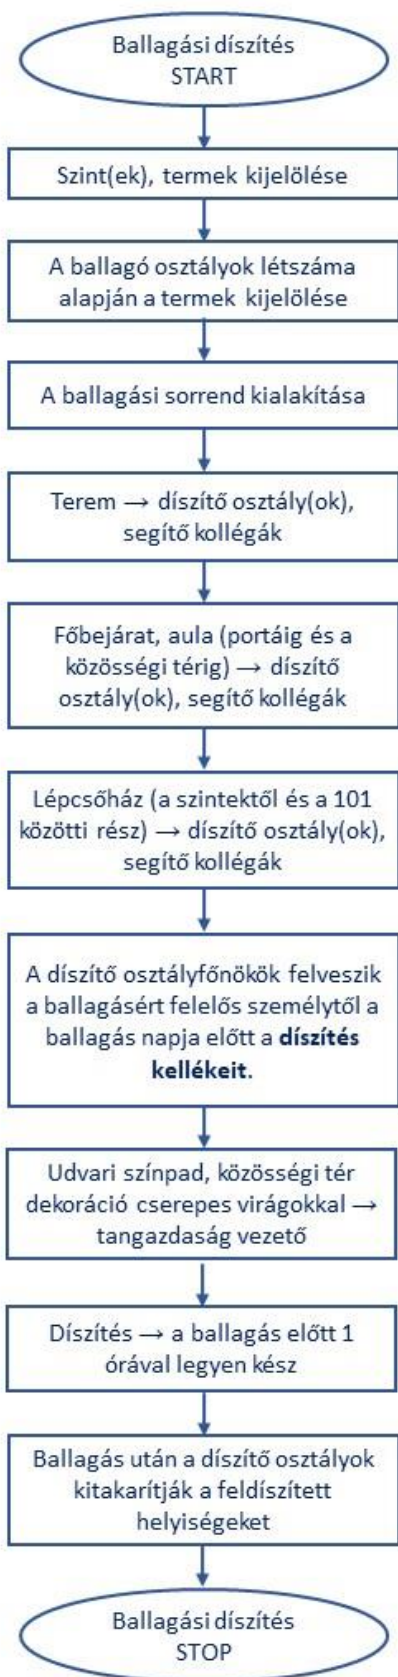 Ballagási díszítés
START
Szint(ek), termek kijelölése
A ballagó osztályok létszáma
alapján a termek kijelölése
A ballagási sorrend kialakítása
Terem → díszítő osztály(ok),
segítő kollégák
Főbejárat, aula (portáig és a
közösségi térig) → díszítő
osztály(ok), segítő kollégák
Lépcsőház (a szintektől és a 101
közötti rész) → díszítő osztály(ok),
segítő kollégák
A díszítő osztályfőnökök felveszik
a ballagásért felelős személytől a
ballagás napja előtt a díszítés
kellékeit.
Udvari színpad, közösségi tér
dekoráció cserepes virágokkal →
tangazdaság vezető
Díszítés → a ballagás előtt 1
órával legyen kész
Ballagás után a díszítő osztályok
kitakarítják a feldíszített
helyiségeket
Ballagási díszítés
STOP